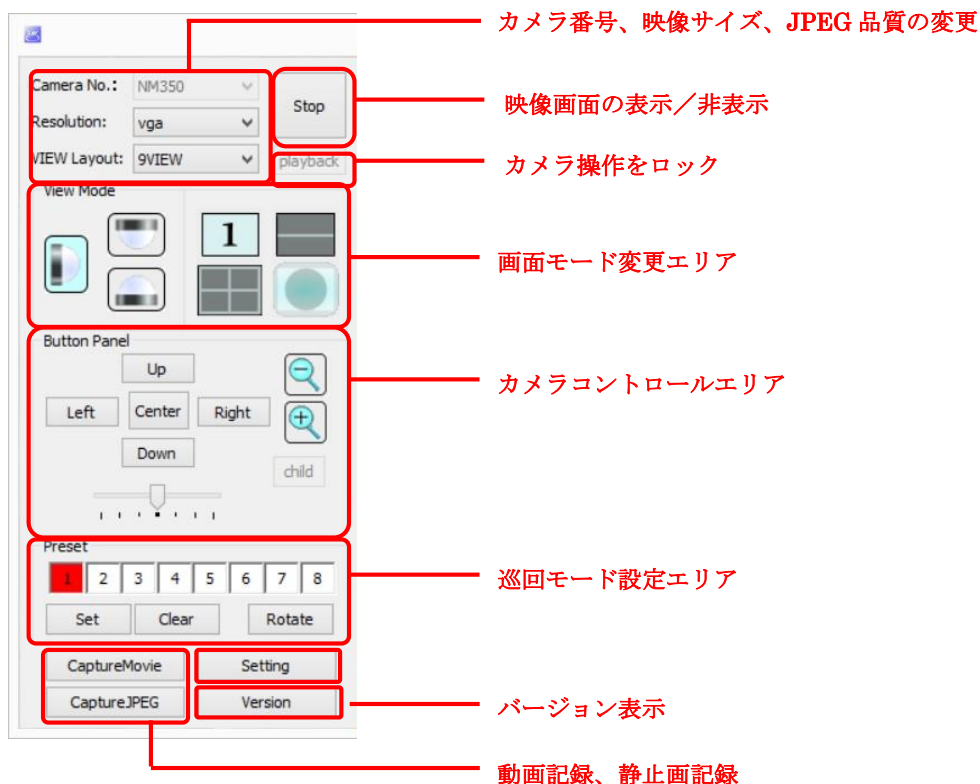 カメラ番号、映像サイズ、JPEG 品質の変更
Camera No.: NM350
Stop
映像画面の表示／非表示
Resolution: vga
VIEW Layout: 9VIEW
playback
カメラ操作をロック
View Mode
1
画面モード変更エリア
Button Panel
Up
カメラコントロールエリア
Left Center Right
Down
child
Preset
1 2 3 4 5 6 7 8
巡回モード設定エリア
Set Clear Rotate
CaptureMovie Setting
CaptureJPEG Version
バージョン表示
動画記録、静止画記録